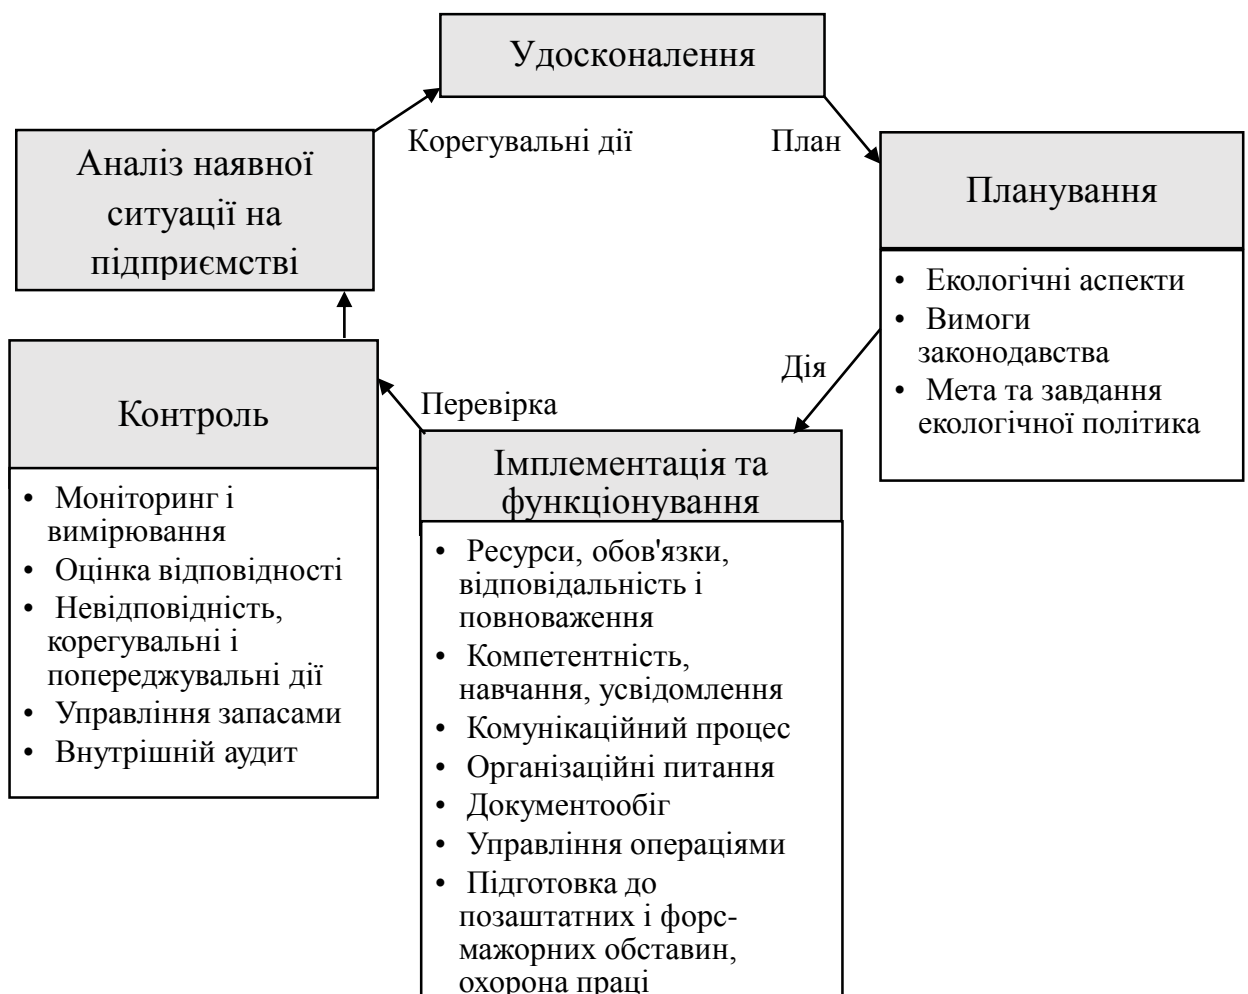 Удосконалення
Корегувальні дії
План
Аналіз наявної
ситуації на
підприємстві
Планування
• Екологічні аспекти
• Вимоги
законодавства
• Мета та завдання
екологічної політика
Дія
Перевірка
Контроль
• Моніторинг і
вимірювання
• Оцінка відповідності
• Невідповідність,
корегувальні і
попереджувальні дії
• Управління запасами
• Внутрішній аудит
Імплементація та
функціонування
• Ресурси, обов'язки,
відповідальність і
повноваження
• Компетентність,
навчання, усвідомлення
• Комунікаційний процес
• Організаційні питання
• Документообіг
• Управління операціями
• Підготовка до
позаштатних і форс-
мажорних обставин,
охорона праці